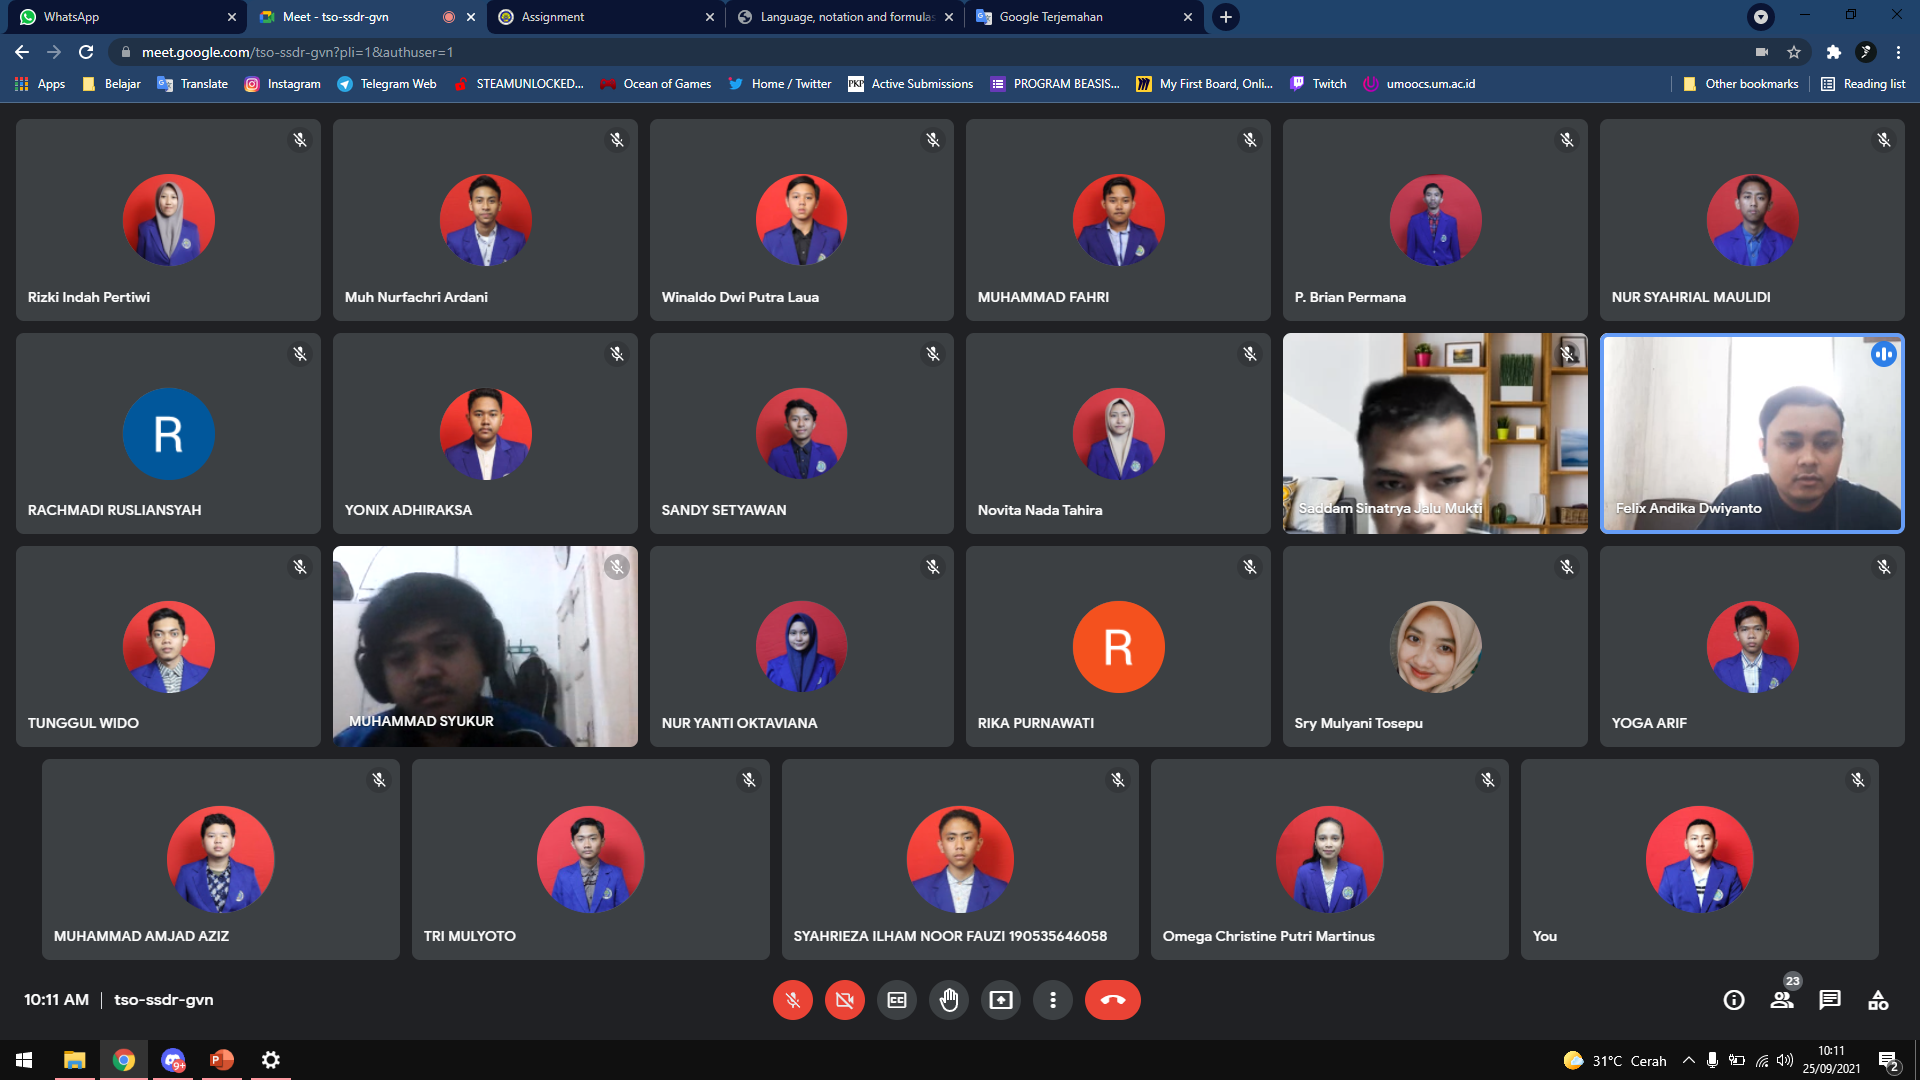 WhatsApp
Meet - tso-ssdr-gvn
Assignment
Language, notation and formulas
Google Terjemahan
meet.google.com/tso-ssdr-gvn?pli=1&authuser=1
Apps
Belajar
Translate
Instagram
Telegram Web
STEAMUNLOCKED...
Ocean of Games
Home / Twitter
PKP
Active Submissions
PROGRAM BEASIS...
My First Board, Onli...
Twitch
umoocs.um.ac.id
Other bookmarks
Reading list
Rizki Indah Pertiwi
Muh Nurfachri Ardani
Winaldo Dwi Putra Laua
MUHAMMAD FAHRI
P. Brian Permana
NUR SYAHRIAL MAULIDI
R
RACHMADI RUSLIANSYAH
YONIX ADHIRAKSA
SANDY SETYAWAN
Novita Nada Tahira
Saddam Sinatrya Jalu Mukti
Felix Andika Dwiyanto
TUNGGUL WIDO
MUHAMMAD SYUKUR
NUR YANTI OKTAVIANA
R
RIKA PURNAWATI
Sry Mulyani Tosepu
YOGA ARIF
MUHAMMAD AMJAD AZIZ
TRI MULYOTO
SYAHRIEZA ILHAM NOOR FAUZI 190535646058
Omega Christine Putri Martinus
You
10:11 AM | tso-ssdr-gvn
CC
23
9+
P
31°C Cerah
10:11
25/09/2021
2